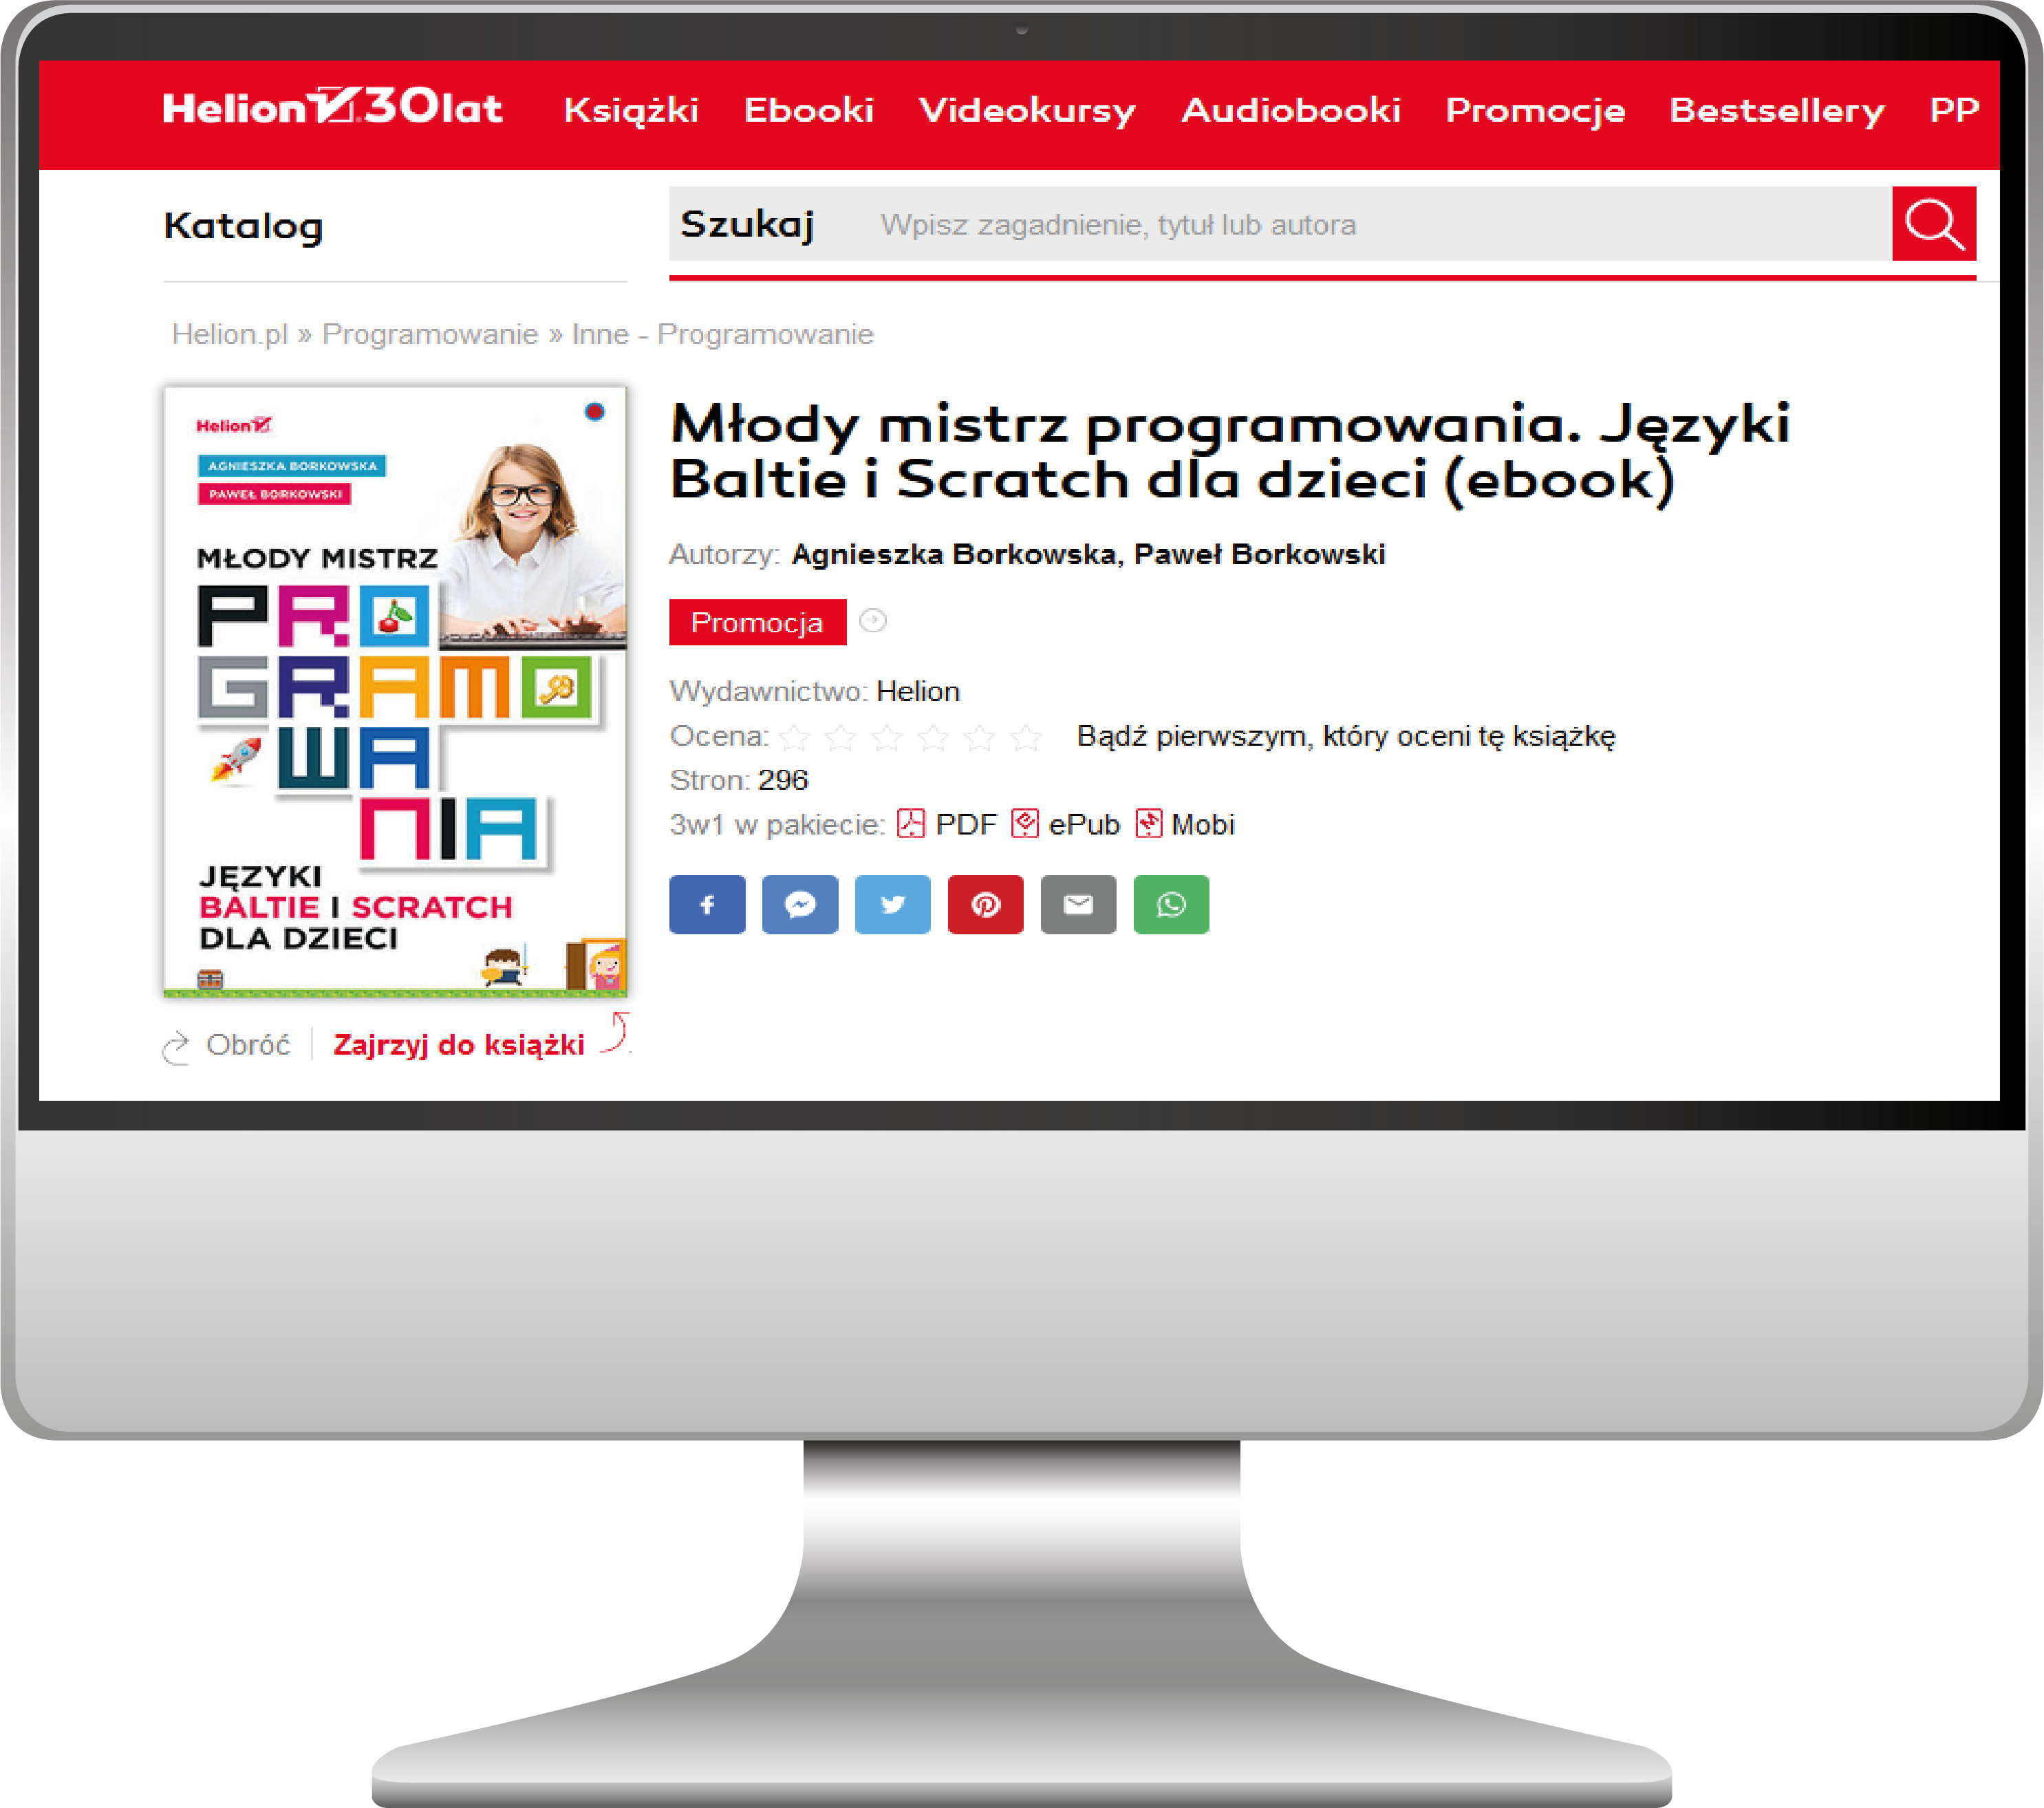 Helion 30lat Książki Ebooki Videokursy Audiobooki Promocje Bestsellery PP
Katalog
Szukaj Wpisz zagadnienie, tytuł lub autora
Helion.pl » Programowanie » Inne - Programowanie
Helion
AGNIESZKA BORKOWSKA
PAWEŁ BORKOWSKI
MŁODY MISTRZ
PRO
GRAMO
WA
NIA
JĘZYKI
BALTIE I SCRATCH
DLA DZIECI
Obróć Zajrzyj do książki
Młody mistrz programowania. Języki
Baltie i Scratch dla dzieci (ebook)
Autorzy: Agnieszka Borkowska, Paweł Borkowski
Promocja
Wydawnictwo: Helion
Ocena: Bądź pierwszym, który oceni tę książkę
Stron: 296
3w1 w pakiecie: PDF ePub Mobi